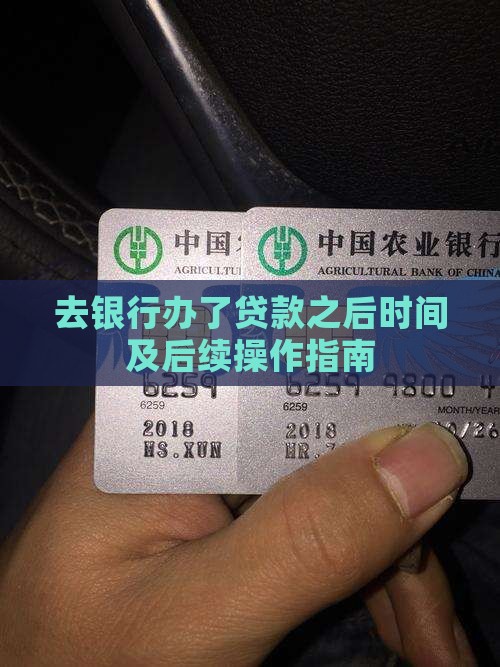 中国
中国农业银行
AGRICULTU
AGRICULTURAL BANK OF CHINA
去银行办了贷款之后时间
及后续操作指南
6259
6259 9800 4
6259
6259
MONTH/YEAR
2018
2018
/26
MS.XUN
MR.